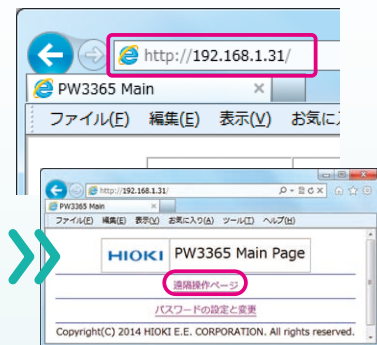 http://192.168.1.31/
PW3365 Main
ファイル(F) 編集(E) 表示(V) お気に
http://192.168.1.31/
PW3365 Main
ファイル(F) 編集(E) 表示(V) お気に入り(A) ツール(T) ヘルプ(H)
HIOKI PW3365 Main Page
遠隔操作ページ
パスワードの設定と変更
Copyright(C) 2014 HIOKI E.E. CORPORATION. All rights reserved.